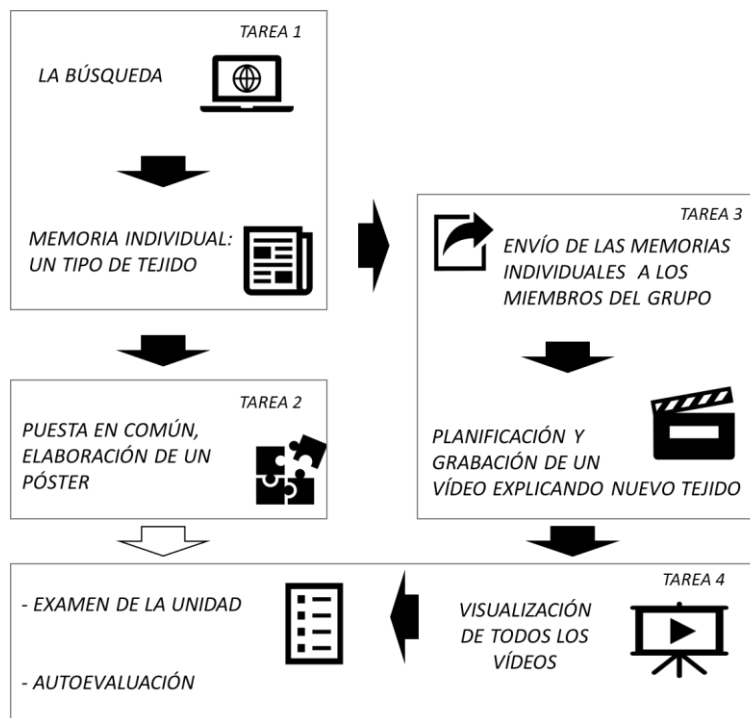 TAREA 1
LA BÚSQUEDA
MEMORIA INDIVIDUAL:
UN TIPO DE TEJIDO
TAREA 2
PUESTA EN COMÚN,
ELABORACIÓN DE UN
PÓSTER
TAREA 3
ENVÍO DE LAS MEMORIAS
INDIVIDUALES A LOS
MIEMBROS DEL GRUPO
PLANIFICACIÓN Y
GRABACIÓN DE UN
VÍDEO EXPLICANDO NUEVO TEJIDO
TAREA 4
VISUALIZACIÓN
DE TODOS LOS
VÍDEOS
- EXAMEN DE LA UNIDAD
- AUTOEVALUACIÓN